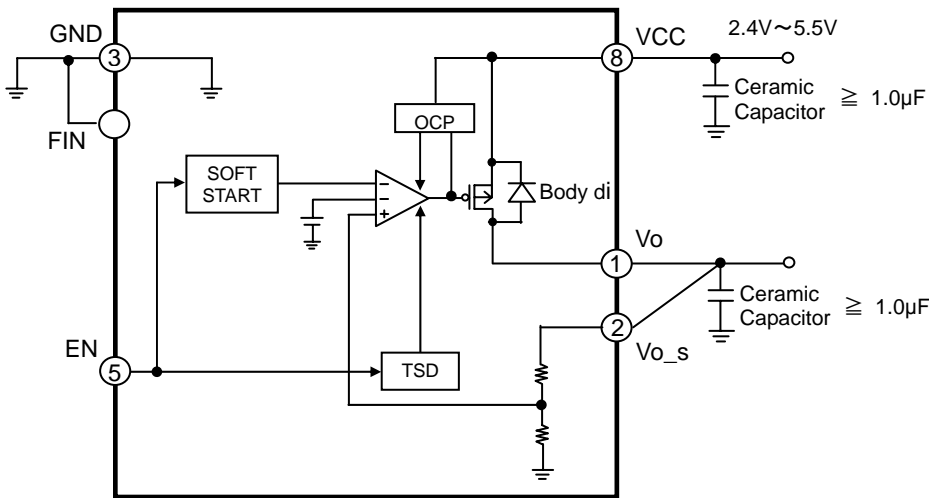 GND
3
FIN
VCC
8
2.4V～5.5V
Ceramic
Capacitor
≧ 1.0μF
OCP
SOFT
START
−
−
+
Body di
Vo
1
Ceramic
Capacitor
≧ 1.0μF
2
Vo_s
EN
5
TSD